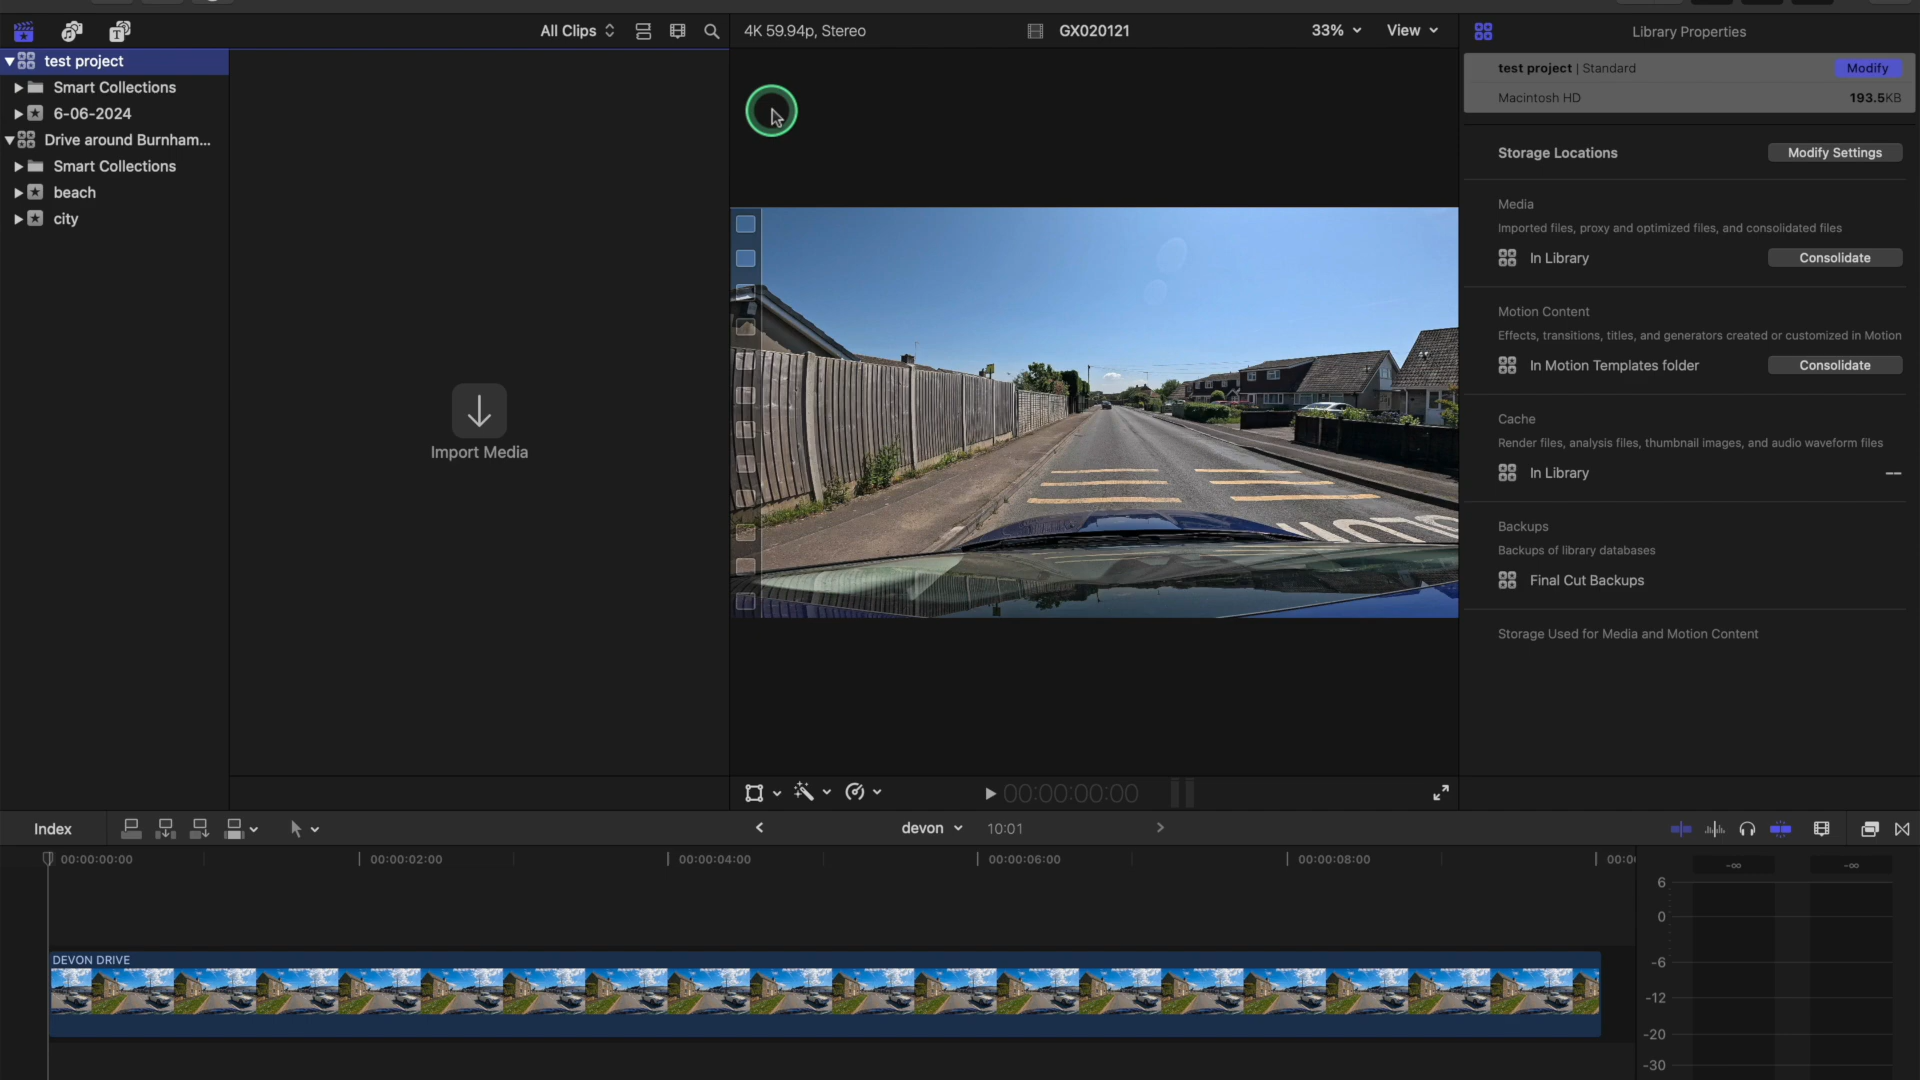 All Clips
4K 59.94p, Stereo
GX020121
33%
View
Library Properties
test project
Smart Collections
6-06-2024
Drive around Burnham...
Smart Collections
beach
city
Import Media
test project | Standard
Modify
Macintosh HD
193.5KB
Storage Locations
Modify Settings
Media
Imported files, proxy and optimized files, and consolidated files
In Library
Consolidate
Motion Content
Effects, transitions, titles, and generators created or customized in Motion
In Motion Templates folder
Consolidate
Cache
Render files, analysis files, thumbnail images, and audio waveform files
In Library
--
Backups
Backups of library databases
Final Cut Backups
Storage Used for Media and Motion Content
00:00:00:00
Index
devon
10:01
00:00:00:00
00:00:02:00
00:00:04:00
00:00:06:00
00:00:08:00
00:0
DEVON DRIVE
-∞
-∞
6
0
-6
-12
-20
-30